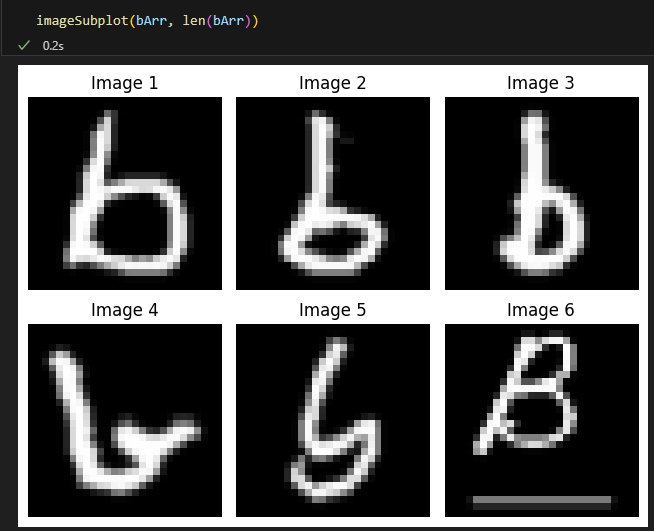 imageSubplot(bArr, len(bArr))
0.2s
Image 1
Image 2
Image 3
b
b
b
Image 4
Image 5
Image 6
b
B